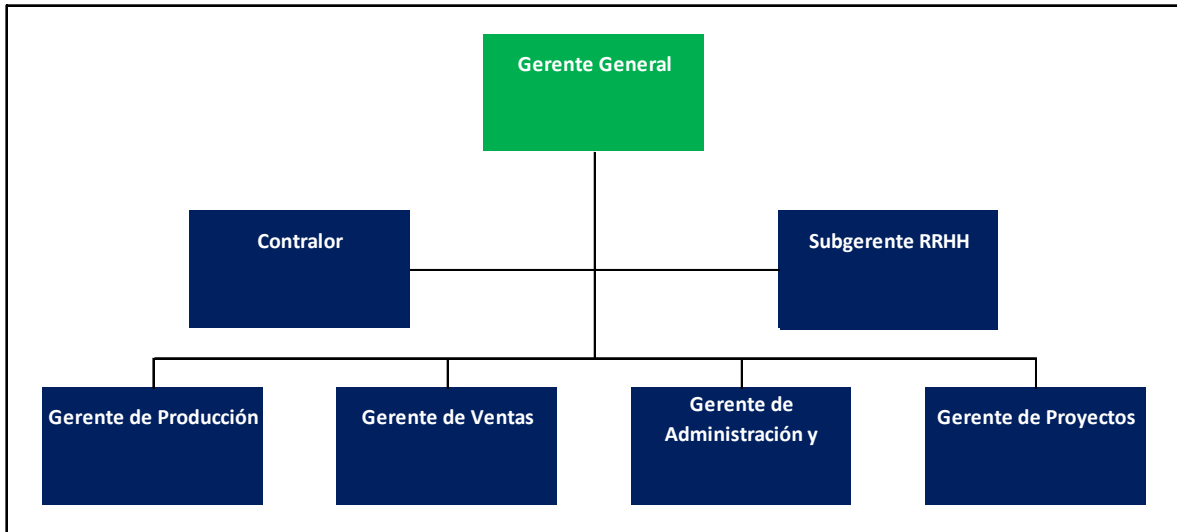 Gerente General
Contralor
Subgerente RRHH
Gerente de Producción
Gerente de Ventas
Gerente de
Administración y
Gerente de Proyectos